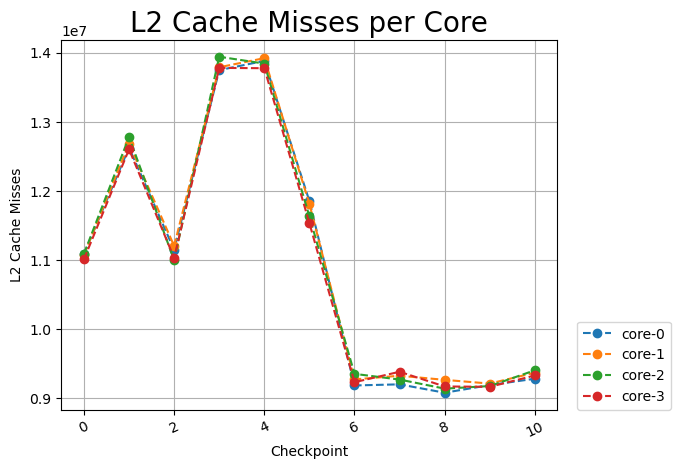 L2 Cache Misses per Core
1e7
1.4
1.3
1.2
1.1
1.0
0.9
L2 Cache Misses
0 2 4 6 8 10
Checkpoint
core-0
core-1
core-2
core-3